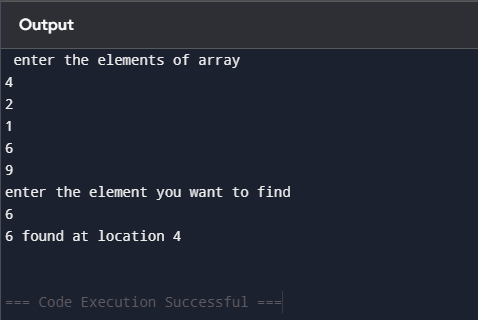 Output
enter the elements of array
4
2
1
6
9
enter the element you want to find
6
6 found at location 4
=== Code Execution Successful ===